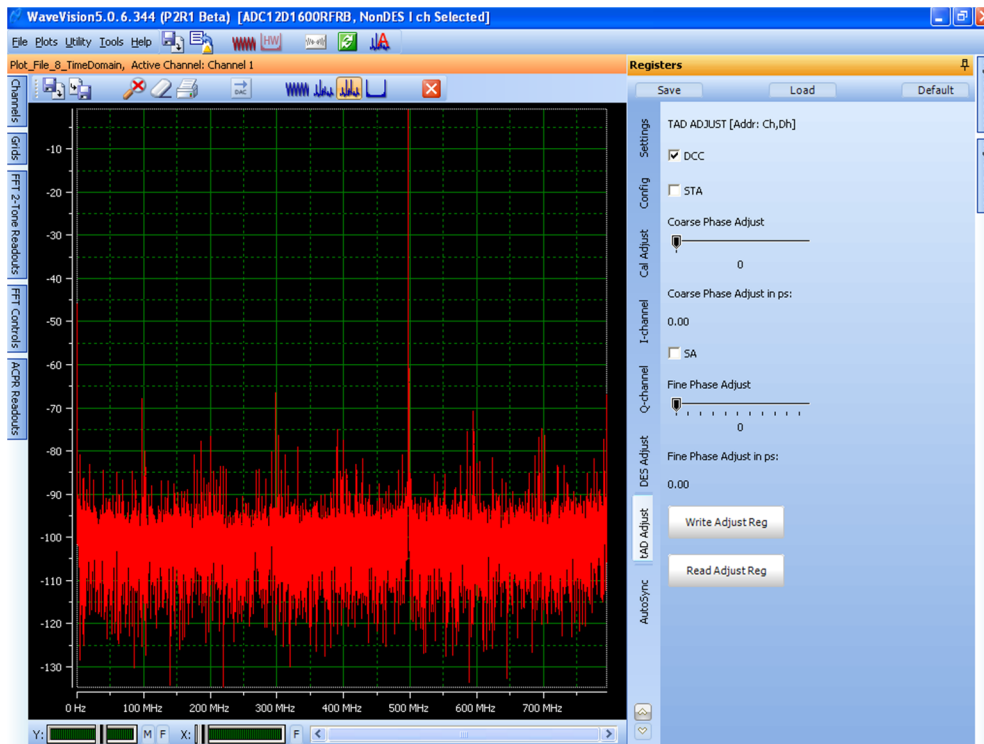 WaveVision5.0.6.344 (P2R1 Beta) [ADC12D1600RFRB, NonDES I ch Selected]
File Plots Utility Tools Help
HW
Plot_File_8_TimeDomain, Active Channel: Channel 1
DAC
Channels
Grids
FFT 2-Tone Readouts
FFT Controls
ACPR Readouts
-10
-20
-30
-40
-50
-60
-70
-80
-90
-100
-110
-120
-130
0 Hz 100 MHz 200 MHz 300 MHz 400 MHz 500 MHz 600 MHz 700 MHz
Y: M F X: F
Registers
Save Load Default
Settings
Config
Cal Adjust
I-channel
Q-channel
DES Adjust
tAD Adjust
AutoSync
TAD ADJUST [Addr: Ch,Dh]
DCC
STA
Coarse Phase Adjust
0
Coarse Phase Adjust in ps:
0.00
SA
Fine Phase Adjust
0
Fine Phase Adjust in ps:
0.00
Write Adjust Reg
Read Adjust Reg